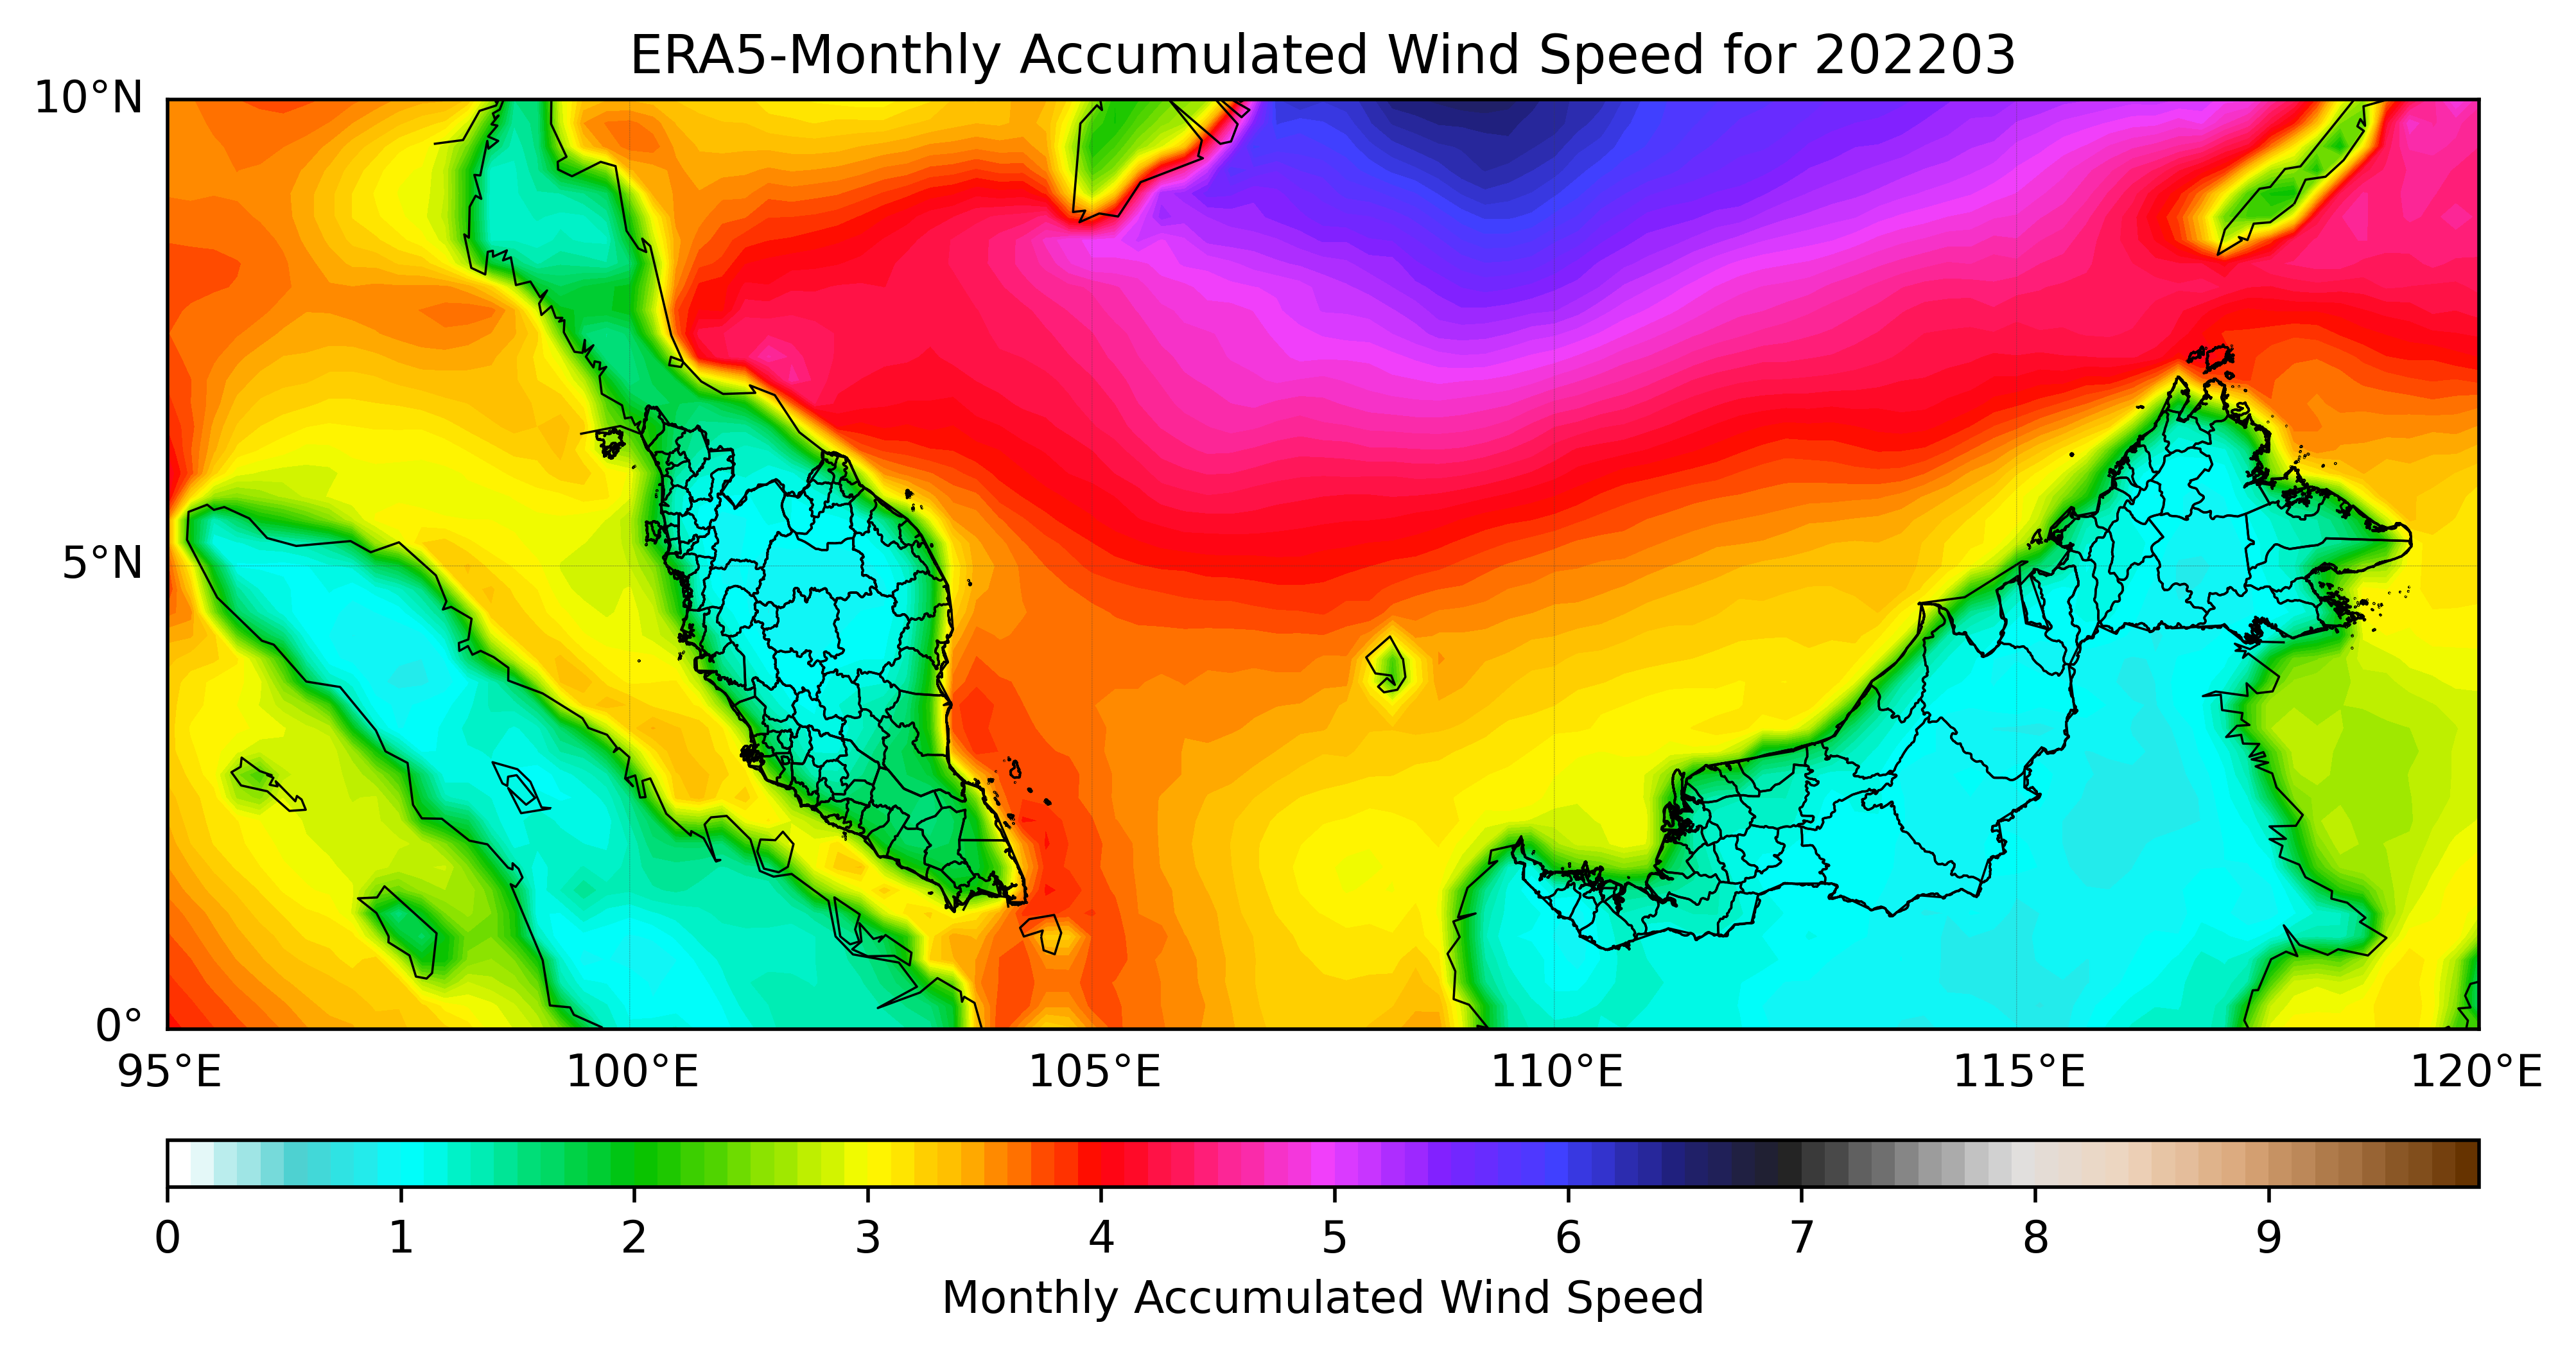 ERA5-Monthly Accumulated Wind Speed for 202203
10°N
5°N
0°
95°E 100°E 105°E 110°E 115°E 120°E
0 1 2 3 4 5 6 7 8 9
Monthly Accumulated Wind Speed